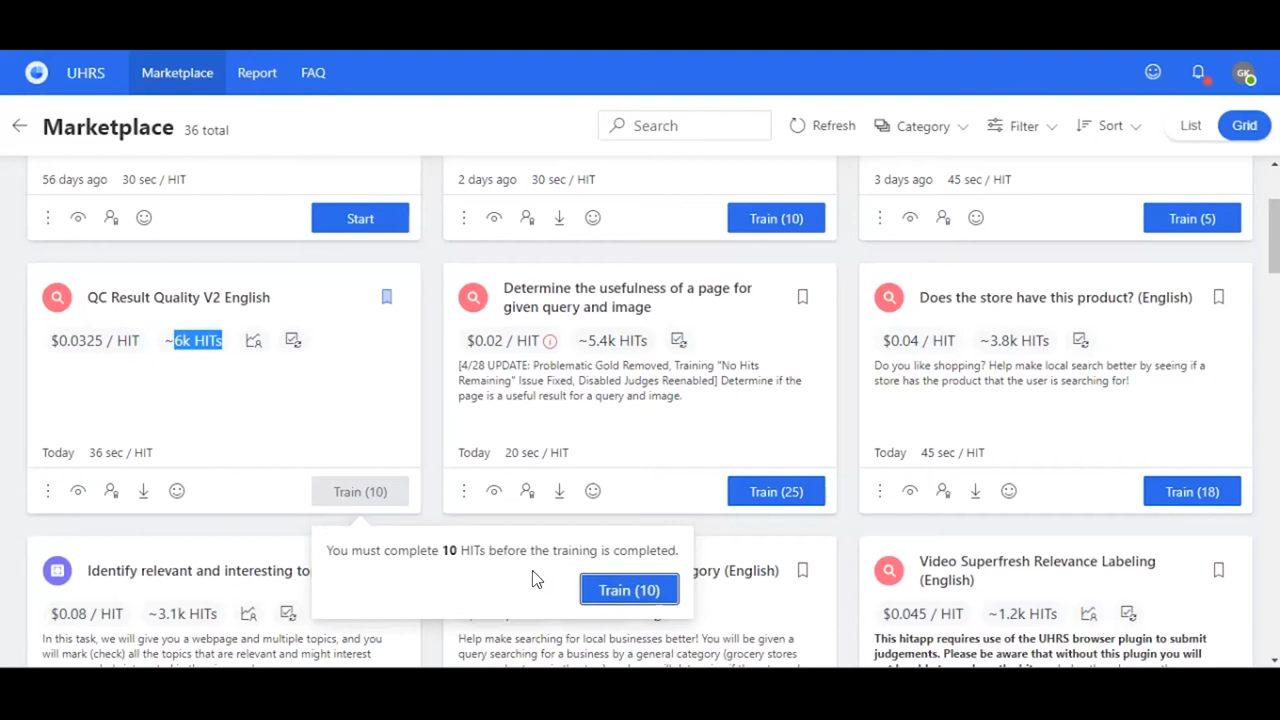 UHRS Marketplace Report FAQ GK
Marketplace 36 total Search Refresh Category Filter Sort List Grid
56 days ago 30 sec / HIT
Start
2 days ago 30 sec / HIT
Train (10)
3 days ago 45 sec / HIT
Train (5)
QC Result Quality V2 English
$0.0325 / HIT ~6k HITs
Today 36 sec / HIT
Train (10)
Determine the usefulness of a page for
given query and image
$0.02 / HIT ~5.4k HITs
[4/28 UPDATE: Problematic Gold Removed, Training "No Hits
Remaining" Issue Fixed, Disabled Judges Reenabled] Determine if the
page is a useful result for a query and image.
Today 20 sec / HIT
Train (25)
Does the store have this product? (English)
$0.04 / HIT ~3.8k HITs
Do you like shopping? Help make local search better by seeing if a
store has the product that the user is searching for!
Today 45 sec / HIT
Train (18)
You must complete 10 HITs before the training is completed.
Train (10)
Identify relevant and interesting to
$0.08 / HIT ~3.1k HITs
In this task, we will give you a webpage and multiple topics, and you
will mark (check) all the topics that are relevant and might interest
gory (English)
Help make searching for local businesses better! You will be given a
query searching for a business by a general category (grocery stores
Video Superfresh Relevance Labeling
(English)
$0.045 / HIT ~1.2k HITs
This hitapp requires use of the UHRS browser plugin to submit
judgements. Please be aware that without this plugin you will